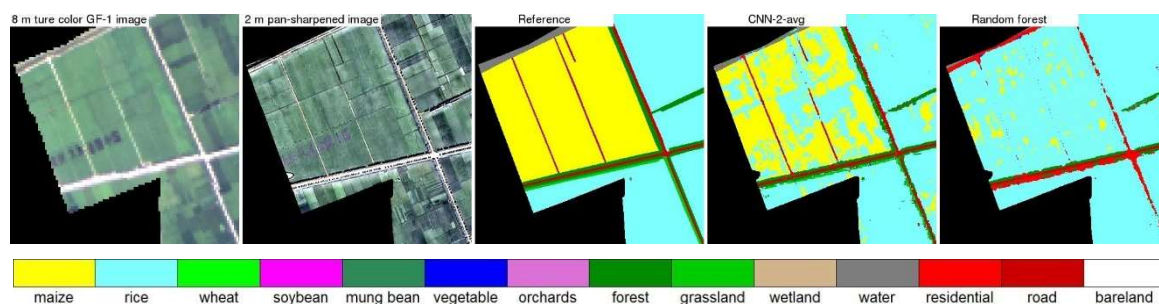 8 m ture color GF-1 image
2 m pan-sharpened image
Reference
CNN-2-avg
Random forest
maize
rice
wheat
soybean
mung bean
vegetable
orchards
forest
grassland
wetland
water
residential
road
bareland